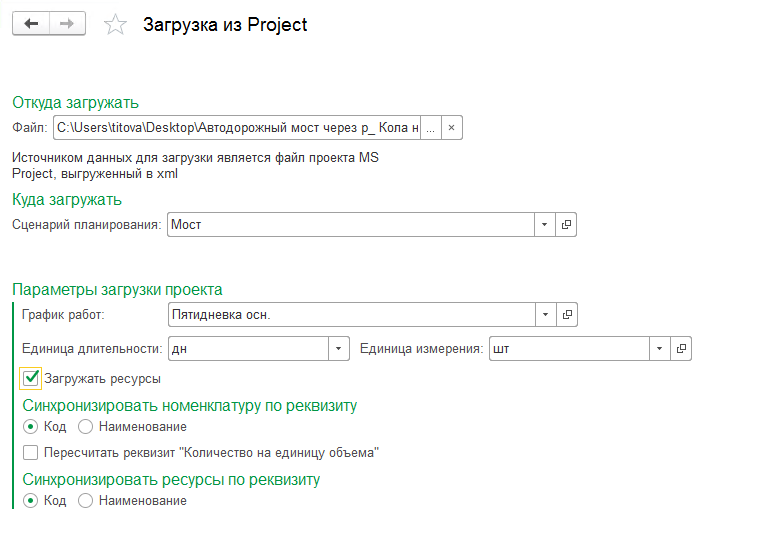 Загрузка из Project
Откуда загружать
Файл: C:\Users\titova\Desktop\Автодорожный мост через р_ Кола н ... ×
Источником данных для загрузки является файл проекта MS
Project, выгруженный в xml
Куда загружать
Сценарий планирования: Мост
Параметры загрузки проекта
График работ: Пятидневка осн.
Единица длительности: дн Единица измерения: шт
Загружать ресурсы
Синхронизировать номенклатуру по реквизиту
Код Наименование
Пересчитать реквизит "Количество на единицу объема"
Синхронизировать ресурсы по реквизиту
Код Наименование